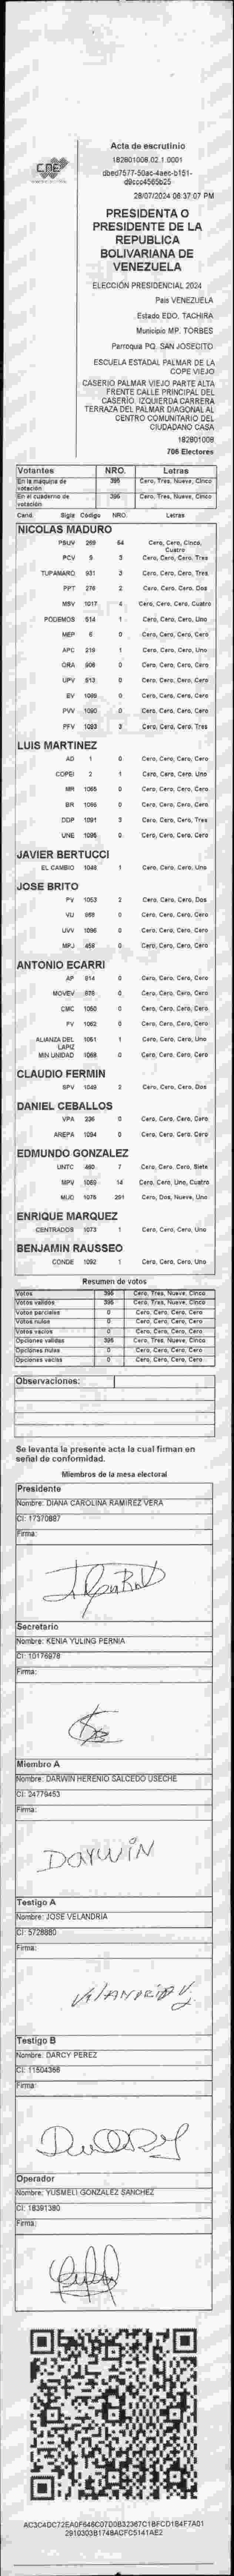 CNE
Acta de escrutinio
182801008.02.1.0001
28/07/2024 06:37:07 PM
PRESIDENTA O
PRESIDENTE DE LA
REPUBLICA
BOLIVARIANA DE
VENEZUELA
ELECCIÓN PRESIDENCIAL 2024
Pais VENEZUELA
Estado EDO. TACHIRA
Municipio MP. TORBES
Parroquia PQ. SAN JOSECITO
ESCUELA ESTADAL PALMAR DE LA
COPE VIEJO
CASERIO PALMAR VIEJO PARTE ALTA
FRENTE CALLE PRINCIPAL DEL
CASERIO. IZQUIERDA CARRERA
TERRAZA DEL PALMAR DIAGONAL AL
CENTRO COMUNITARIO DEL
CIUDADANO CASA
182801008
706 Electores
Votantes NRO. Letras
En la maquina de votación 395 Cero, Tres, Nueve, Cinco
En el cuaderno de votación 395 Cero, Tres, Nueve, Cinco
Cand. Sigla Código NRO. Letras
NICOLAS MADURO
PSUV 269 54 Cero, Cero, Cinco, Cuatro
PCV 5 3 Cero, Cero, Cero, Tres
TUPAMARO 931 3 Cero, Cero, Cero, Tres
PPT 276 2 Cero, Cero, Cero, Dos
MSV 1017 4 Cero, Cero, Cero, Cuatro
PODEMOS 514 1 Cero, Cero, Cero, Uno
MEP 6 0 Cero, Cero, Cero, Cero
APC 219 1 Cero, Cero, Cero, Uno
ORA 906 0 Cero, Cero, Cero, Cero
UPV 513 0 Cero, Cero, Cero, Cero
EV 1089 0 Cero, Cero, Cero, Cero
PVV 1090 0 Cero, Cero, Cero, Cero
PFV 1093 3 Cero, Cero, Cero, Tres
LUIS MARTINEZ
AD 1 0 Cero, Cero, Cero, Cero
COPEI 2 1 Cero, Cero, Cero, Uno
MR 1065 0 Cero, Cero, Cero, Cero
BR 1086 0 Cero, Cero, Cero, Cero
DDP 1091 3 Cero, Cero, Cero, Tres
UNE 1095 0 Cero, Cero, Cero, Cero
JAVIER BERTUCCI
EL CAMBIO 1046 1 Cero, Cero, Cero, Uno
JOSE BRITO
PV 1053 2 Cero, Cero, Cero, Dos
VU 969 0 Cero, Cero, Cero, Cero
UVV 1096 0 Cero, Cero, Cero, Cero
MPJ 458 0 Cero, Cero, Cero, Cero
ANTONIO ECARRI
AP 814 0 Cero, Cero, Cero, Cero
MOVEV 876 0 Cero, Cero, Cero, Cero
CMC 1050 0 Cero, Cero, Cero, Cero
FV 1062 0 Cero, Cero, Cero, Cero
ALIANZA DEL LAPIZ 1051 1 Cero, Cero, Cero, Uno
MIN UNIDAD 1068 0 Cero, Cero, Cero, Cero
CLAUDIO FERMIN
SPV 1049 2 Cero, Cero, Cero, Dos
DANIEL CEBALLOS
VPA 236 0 Cero, Cero, Cero, Cero
AREPA 1094 0 Cero, Cero, Cero, Cero
EDMUNDO GONZALEZ
UNTC 460 7 Cero, Cero, Cero, Siete
MPV 1069 14 Cero, Cero, Uno, Cuatro
MUD 1076 291 Cero, Dos, Nueve, Uno
ENRIQUE MARQUEZ
CENTRADOS 1073 1 Cero, Cero, Cero, Uno
BENJAMIN RAUSSEO
CONDE 1092 1 Cero, Cero, Cero, Uno
Resumen de votos
Votos 395 Cero, Tres, Nueve, Cinco
Votos validos 395 Cero, Tres, Nueve, Cinco
Votos parciales 0 Cero, Cero, Cero, Cero
Votos nulos 0 Cero, Cero, Cero, Cero
Votos vacios 0 Cero, Cero, Cero, Cero
Opciones validas 395 Cero, Tres, Nueve, Cinco
Opciones nulas 0 Cero, Cero, Cero, Cero
Opciones vacias 0 Cero, Cero, Cero, Cero
Observaciones:
Se levanta la presente acta la cual firman en
señal de conformidad.
Miembros de la mesa electoral
Presidente
Nombre: DIANA CAROLINA RAMIREZ VERA
CI: 17370887
Firma:
Secretario
Nombre: KENIA YULING PERNIA
CI: 10176978
Firma:
Miembro A
Nombre: DARWIN HERENIO SALCEDO USECHE
CI: 24779453
Firma:
DARWIN
Testigo A
Nombre: JOSE VELANDRIA
CI: 5728880
Firma:
Testigo B
Nombre: DARCY PEREZ
CI: 11504366
Firma:
Operador
Nombre: YUSMELI GONZALEZ SANCHEZ
CI: 18391380
Firma: